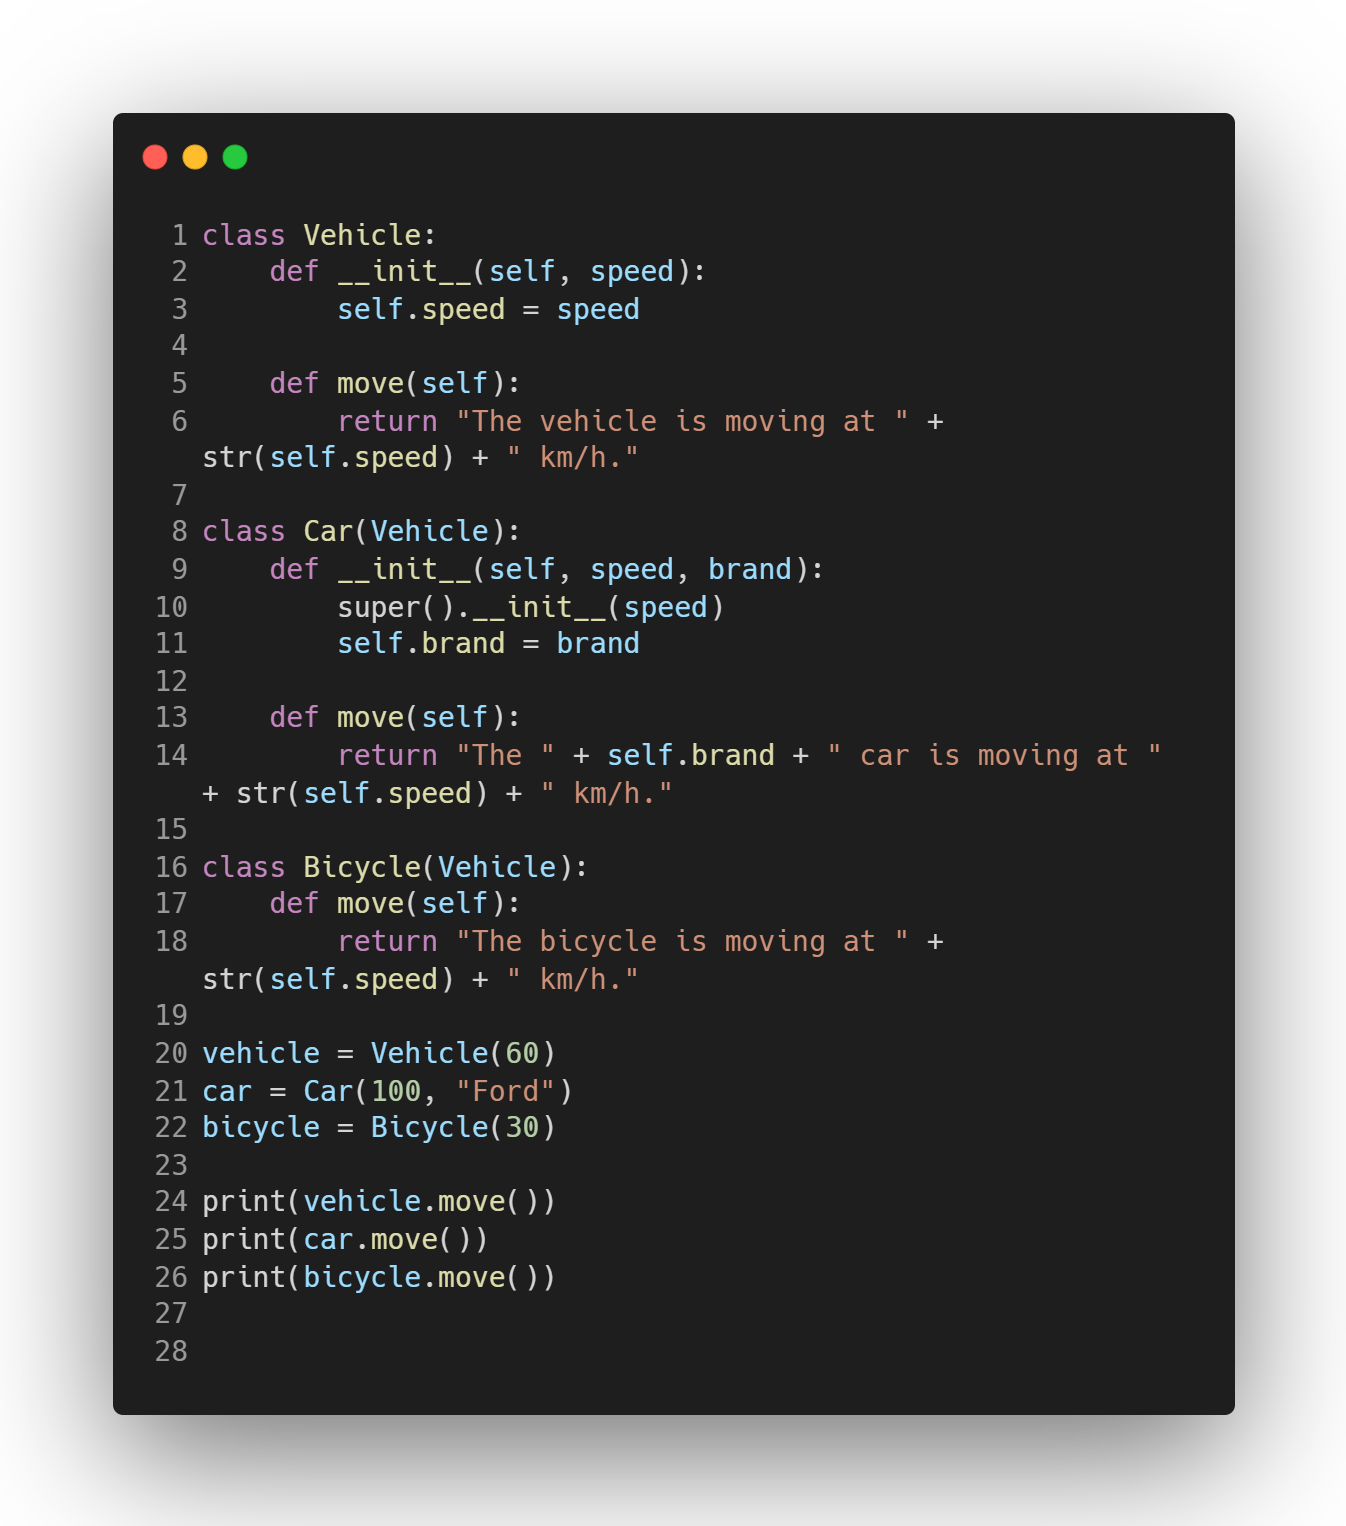 1 class Vehicle:
2     def __init__(self, speed):
3         self.speed = speed
4
5     def move(self):
6         return "The vehicle is moving at " +
str(self.speed) + " km/h."
7
8 class Car(Vehicle):
9     def __init__(self, speed, brand):
10         super().__init__(speed)
11         self.brand = brand
12
13     def move(self):
14         return "The " + self.brand + " car is moving at "
+ str(self.speed) + " km/h."
15
16 class Bicycle(Vehicle):
17     def move(self):
18         return "The bicycle is moving at " +
str(self.speed) + " km/h."
19
20 vehicle = Vehicle(60)
21 car = Car(100, "Ford")
22 bicycle = Bicycle(30)
23
24 print(vehicle.move())
25 print(car.move())
26 print(bicycle.move())
27
28